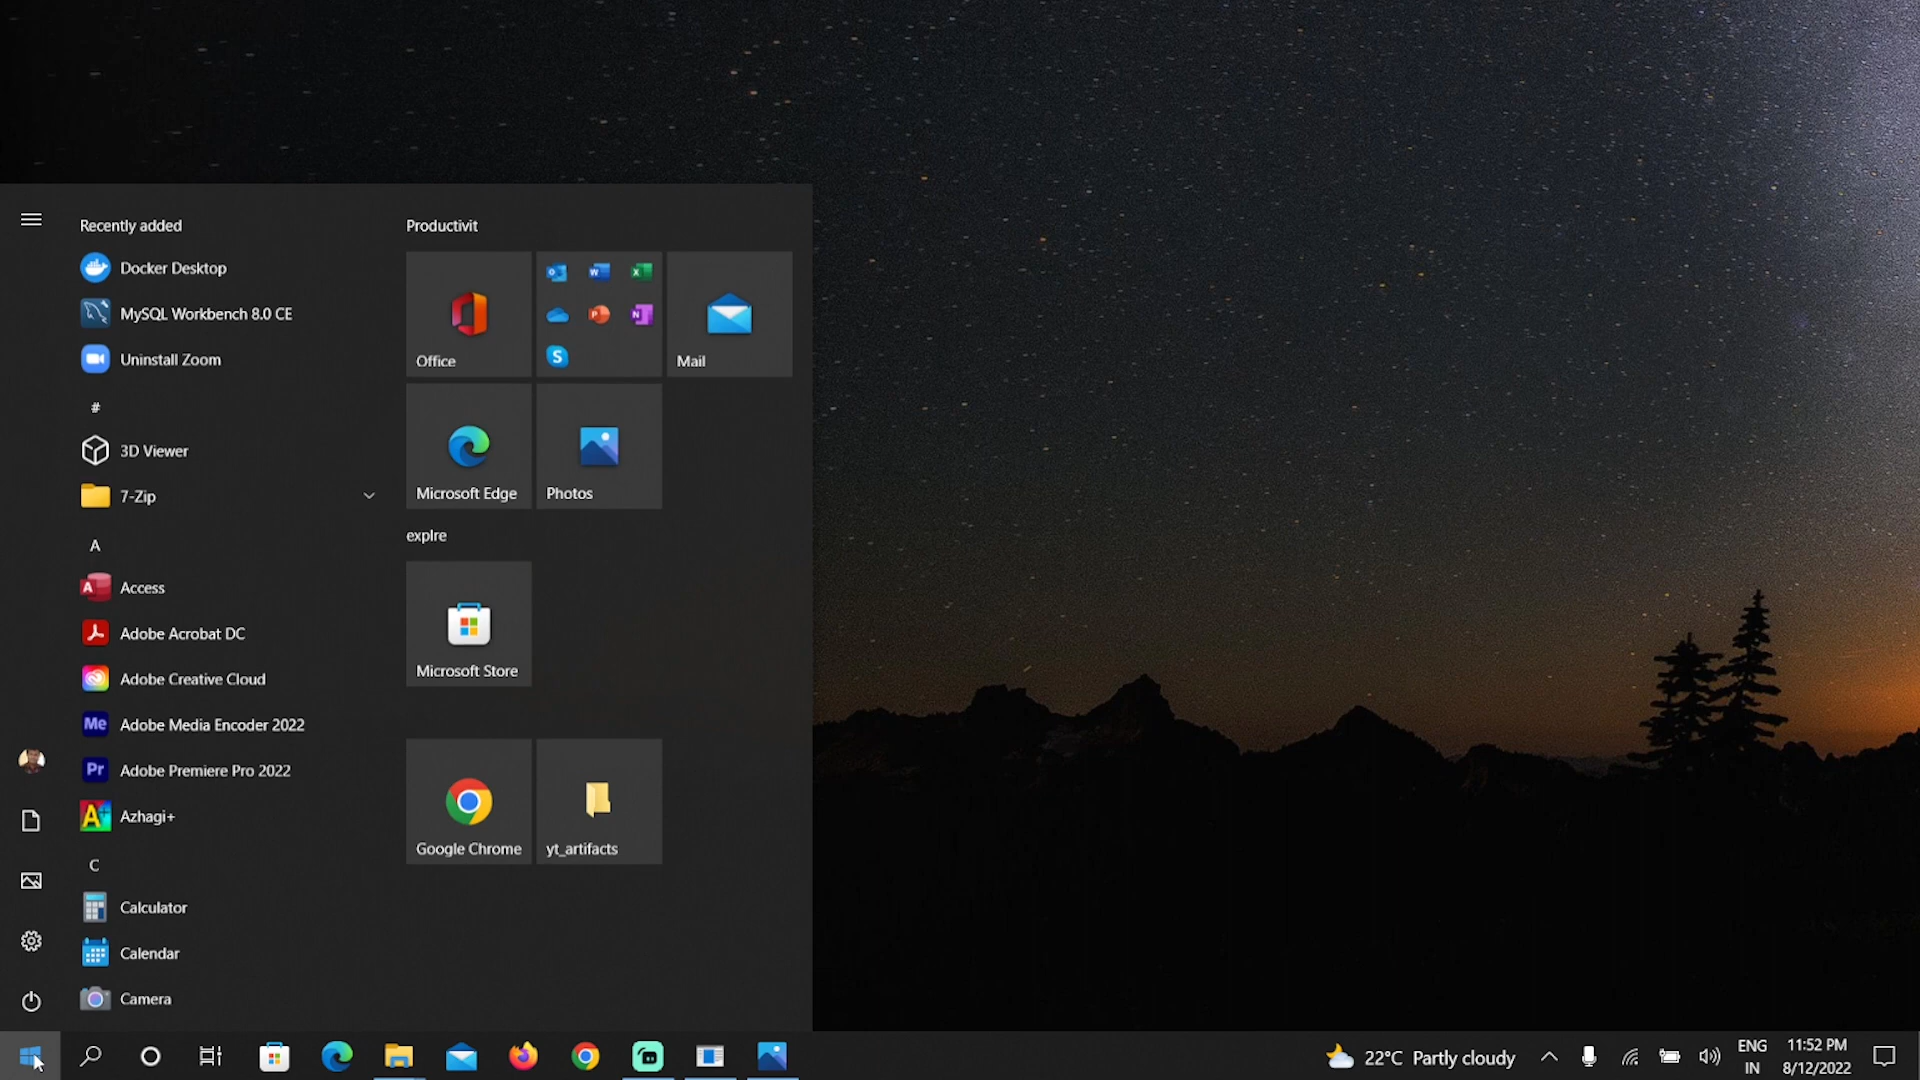 Recently added
Docker Desktop
MySQL Workbench 8.0 CE
Uninstall Zoom
#
3D Viewer
7-Zip
A
Access
Adobe Acrobat DC
Adobe Creative Cloud
Me Adobe Media Encoder 2022
Pr Adobe Premiere Pro 2022
Azhagi+
C
Calculator
Calendar
Camera
Productivit
Office
Mail
Microsoft Edge
Photos
explre
Microsoft Store
Google Chrome
yt_artifacts
22°C Partly cloudy
ENG
IN
11:52 PM
8/12/2022